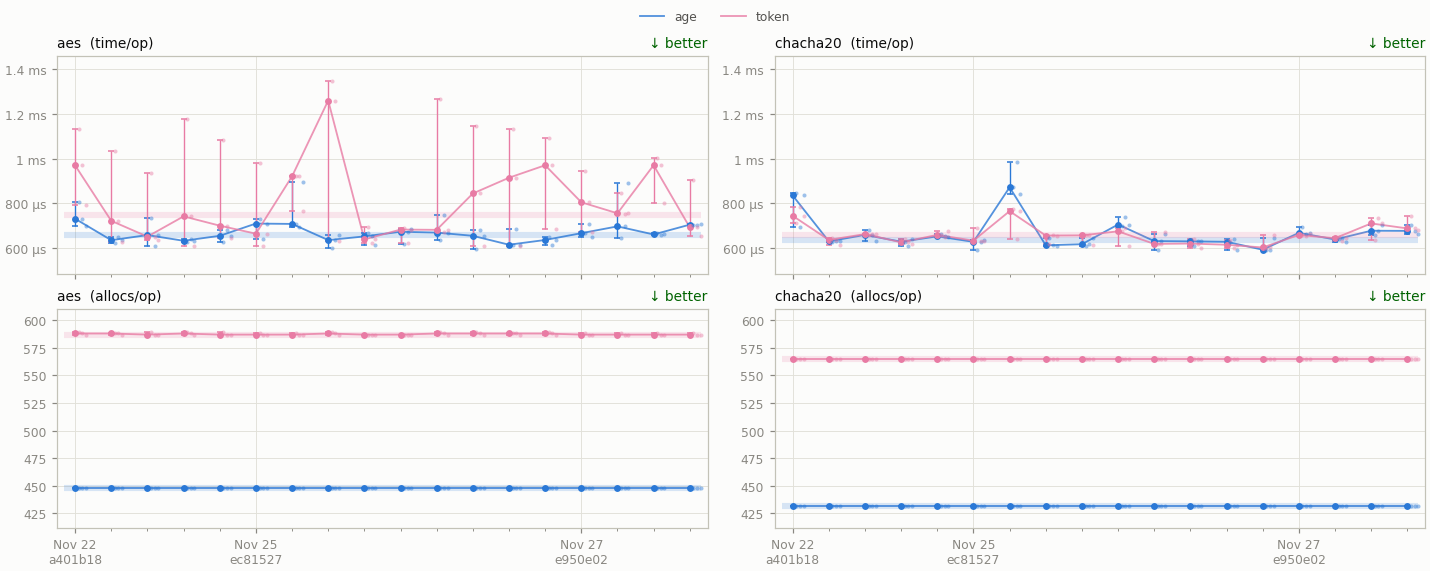 age token
aes (time/op) ↓ better
chacha20 (time/op) ↓ better
1.4 ms
1.2 ms
1 ms
800 µs
600 µs
1.4 ms
1.2 ms
1 ms
800 µs
600 µs
aes (allocs/op) ↓ better
chacha20 (allocs/op) ↓ better
600
575
550
525
500
475
450
425
600
575
550
525
500
475
450
425
Nov 22 Nov 25 Nov 27
a401b18 ec81527 e950e02
Nov 22 Nov 25 Nov 27
a401b18 ec81527 e950e02